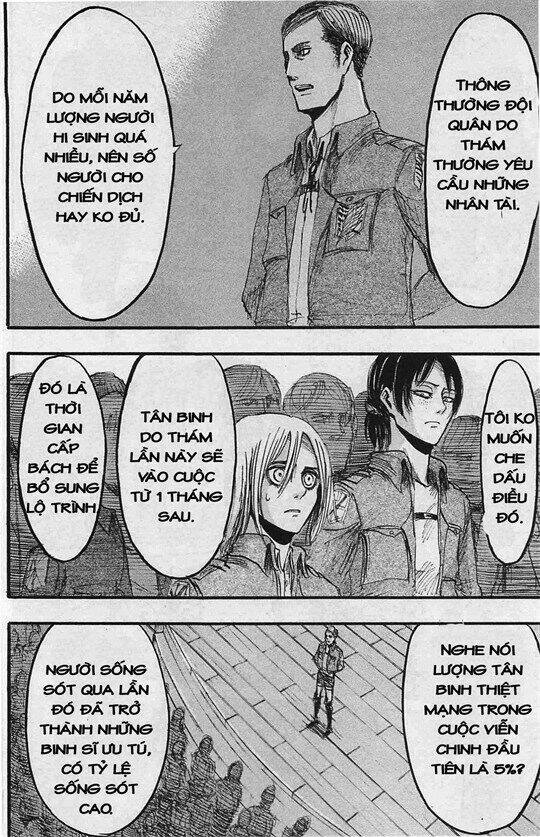 THÔNG
THƯỜNG ĐỘI
QUÂN DO
THÁM
THƯỜNG YÊU
CẦU NHỮNG
NHÂN TÀI.
DO MỖI NĂM
LƯỢNG NGƯỜI
HI SINH QUÁ
NHIỀU, NÊN SỐ
NGƯỜI CHO
CHIẾN DỊCH
HAY KO ĐỦ.
TÔI KO
MUỐN
CHE
DẤU
ĐIỀU
ĐÓ.
TÂN BINH
DO THÁM
LẦN NÀY SẼ
VÀO CUỘC
TỪ 1 THÁNG
SAU.
ĐÓ LÀ
THỜI
GIAN
CẤP
BÁCH ĐỂ
BỔ SUNG
LỘ TRÌNH
NGHE NÓI
LƯỢNG TÂN
BINH THIỆT
MẠNG TRONG
CUỘC VIỄN
CHINH ĐẦU
TIÊN LÀ 5%?
NGƯỜI SỐNG
SÓT QUA LẦN
ĐÓ ĐÃ TRỞ
THÀNH NHỮNG
BINH SĨ ƯU TÚ,
CÓ TỶ LỆ
SỐNG SÓT
CAO.